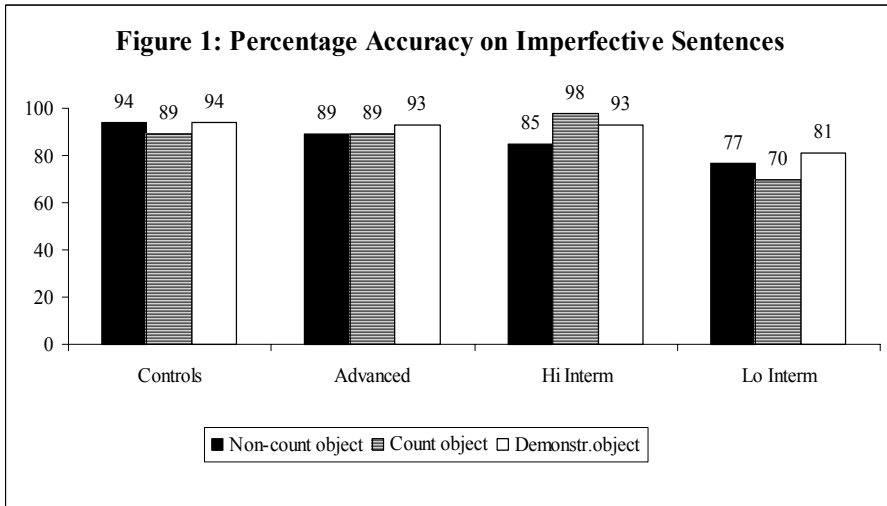 Figure 1: Percentage Accuracy on Imperfective Sentences
94 89 94 89 89 93 85 98 93 77 70 81
100
80
60
40
20
0
Controls Advanced Hi Interm Lo Interm
Non-count object Count object Demonstr.object